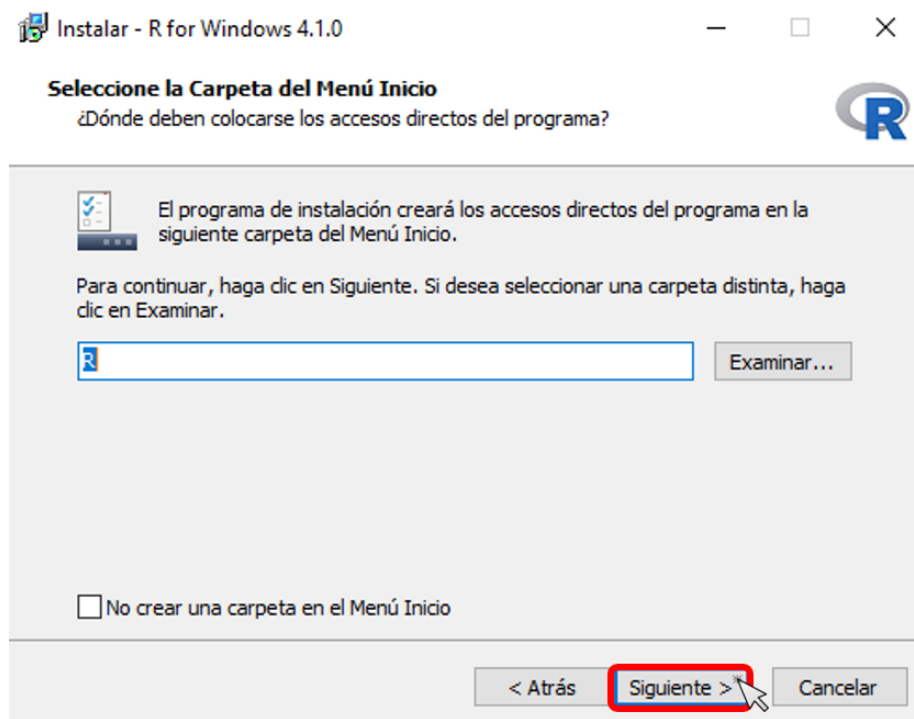 Instalar - R for Windows 4.1.0
Seleccione la Carpeta del Menú Inicio
¿Dónde deben colocarse los accesos directos del programa?
R
El programa de instalación creará los accesos directos del programa en la
siguiente carpeta del Menú Inicio.
Para continuar, haga clic en Siguiente. Si desea seleccionar una carpeta distinta, haga
clic en Examinar.
R
Examinar...
No crear una carpeta en el Menú Inicio
< Atrás
Siguiente >
Cancelar